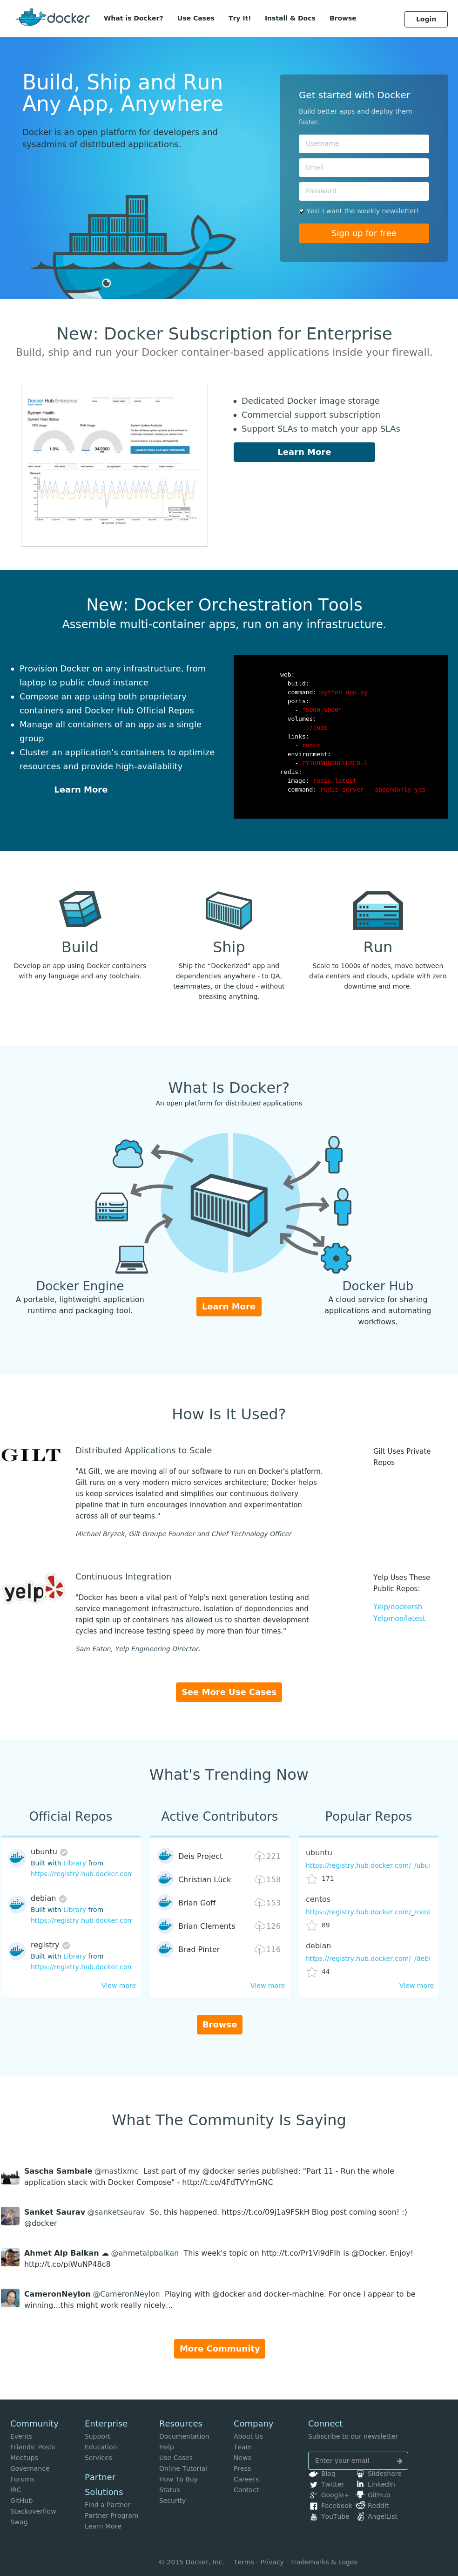 docker
What is Docker?
Use Cases
Try It!
Install & Docs
Browse
Login
Build, Ship and Run
Any App, Anywhere
Docker is an open platform for developers and
sysadmins of distributed applications.
Get started with Docker
Build better apps and deploy them
faster.
Username
Email
Password
Yes! I want the weekly newsletter!
Sign up for free
New: Docker Subscription for Enterprise
Build, ship and run your Docker container-based applications inside your firewall.
Docker Hub Enterprise
System Health
Current Host Status
CPU Usage
RAM Usage
1.0%
34/2000
Network
Dedicated Docker image storage
Commercial support subscription
Support SLAs to match your app SLAs
Learn More
New: Docker Orchestration Tools
Assemble multi-container apps, run on any infrastructure.
Provision Docker on any infrastructure, from
laptop to public cloud instance
Compose an app using both proprietary
containers and Docker Hub Official Repos
Manage all containers of an app as a single
group
Cluster an application's containers to optimize
resources and provide high-availability
Learn More
web:
build: .
command: python app.py
ports:
- "5000:5000"
volumes:
- .:/code
links:
- redis
environment:
- PYTHONUNBUFFERED=1
redis:
image: redis:latest
command: redis-server --appendonly yes
Build
Develop an app using Docker containers
with any language and any toolchain.
Ship
Ship the "Dockerized" app and
dependencies anywhere - to QA,
teammates, or the cloud - without
breaking anything.
Run
Scale to 1000s of nodes, move between
data centers and clouds, update with zero
downtime and more.
What Is Docker?
An open platform for distributed applications
Docker Engine
A portable, lightweight application
runtime and packaging tool.
Learn More
Docker Hub
A cloud service for sharing
applications and automating
workflows.
How Is It Used?
GILT
Distributed Applications to Scale
"At Gilt, we are moving all of our software to run on Docker's platform.
Gilt runs on a very modern micro services architecture; Docker helps
us keep services isolated and simplifies our continuous delivery
pipeline that in turn encourages innovation and experimentation
across all of our teams."
Michael Bryzek, Gilt Groupe Founder and Chief Technology Officer
Gilt Uses Private
Repos
yelp
Continuous Integration
"Docker has been a vital part of Yelp's next generation testing and
service management infrastructure. Isolation of dependencies and
rapid spin up of containers has allowed us to shorten development
cycles and increase testing speed by more than four times."
Sam Eaton, Yelp Engineering Director.
Yelp Uses These
Public Repos:
Yelp/dockersh
Yelpmoe/latest
See More Use Cases
What's Trending Now
Official Repos
ubuntu
Built with Library from
https://registry.hub.docker.com
debian
Built with Library from
https://registry.hub.docker.com
registry
Built with Library from
https://registry.hub.docker.com
View more
Active Contributors
Deis Project 221
Christian Lück 158
Brian Goff 153
Brian Clements 126
Brad Pinter 116
View more
Popular Repos
ubuntu
https://registry.hub.docker.com/_/ubu
171
centos
https://registry.hub.docker.com/_/cent
89
debian
https://registry.hub.docker.com/_/debi
44
View more
Browse
What The Community Is Saying
Sascha Sambale @mastixmc Last part of my @docker series published: "Part 11 - Run the whole
application stack with Docker Compose" - http://t.co/4FdTVYmGNC
Sanket Saurav @sanketsaurav So, this happened. https://t.co/09j1a9FSkH Blog post coming soon! :)
@docker
Ahmet Alp Balkan ☁ @ahmetalpbalkan This week's topic on http://t.co/Pr1Vi9dFlh is @Docker. Enjoy!
http://t.co/piWuNP48c8
CameronNeylon @CameronNeylon Playing with @docker and docker-machine. For once I appear to be
winning...this might work really nicely...
More Community
Community
Events
Friends' Posts
Meetups
Governance
Forums
IRC
GitHub
Stackoverflow
Swag
Enterprise
Support
Education
Services
Partner
Solutions
Find a Partner
Partner Program
Learn More
Resources
Documentation
Help
Use Cases
Online Tutorial
How To Buy
Status
Security
Company
About Us
Team
News
Press
Careers
Contact
Connect
Subscribe to our newsletter
Enter your email
Blog
Twitter
Google+
Facebook
YouTube
Slideshare
LinkedIn
GitHub
Reddit
AngelList
© 2015 Docker, Inc. Terms · Privacy · Trademarks & Logos